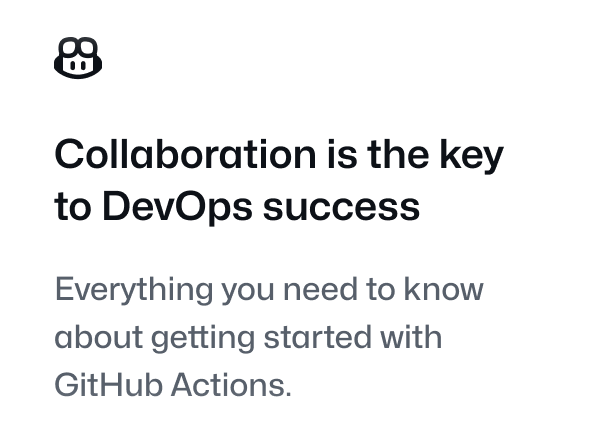 Collaboration is the key
to DevOps success
Everything you need to know
about getting started with
GitHub Actions.